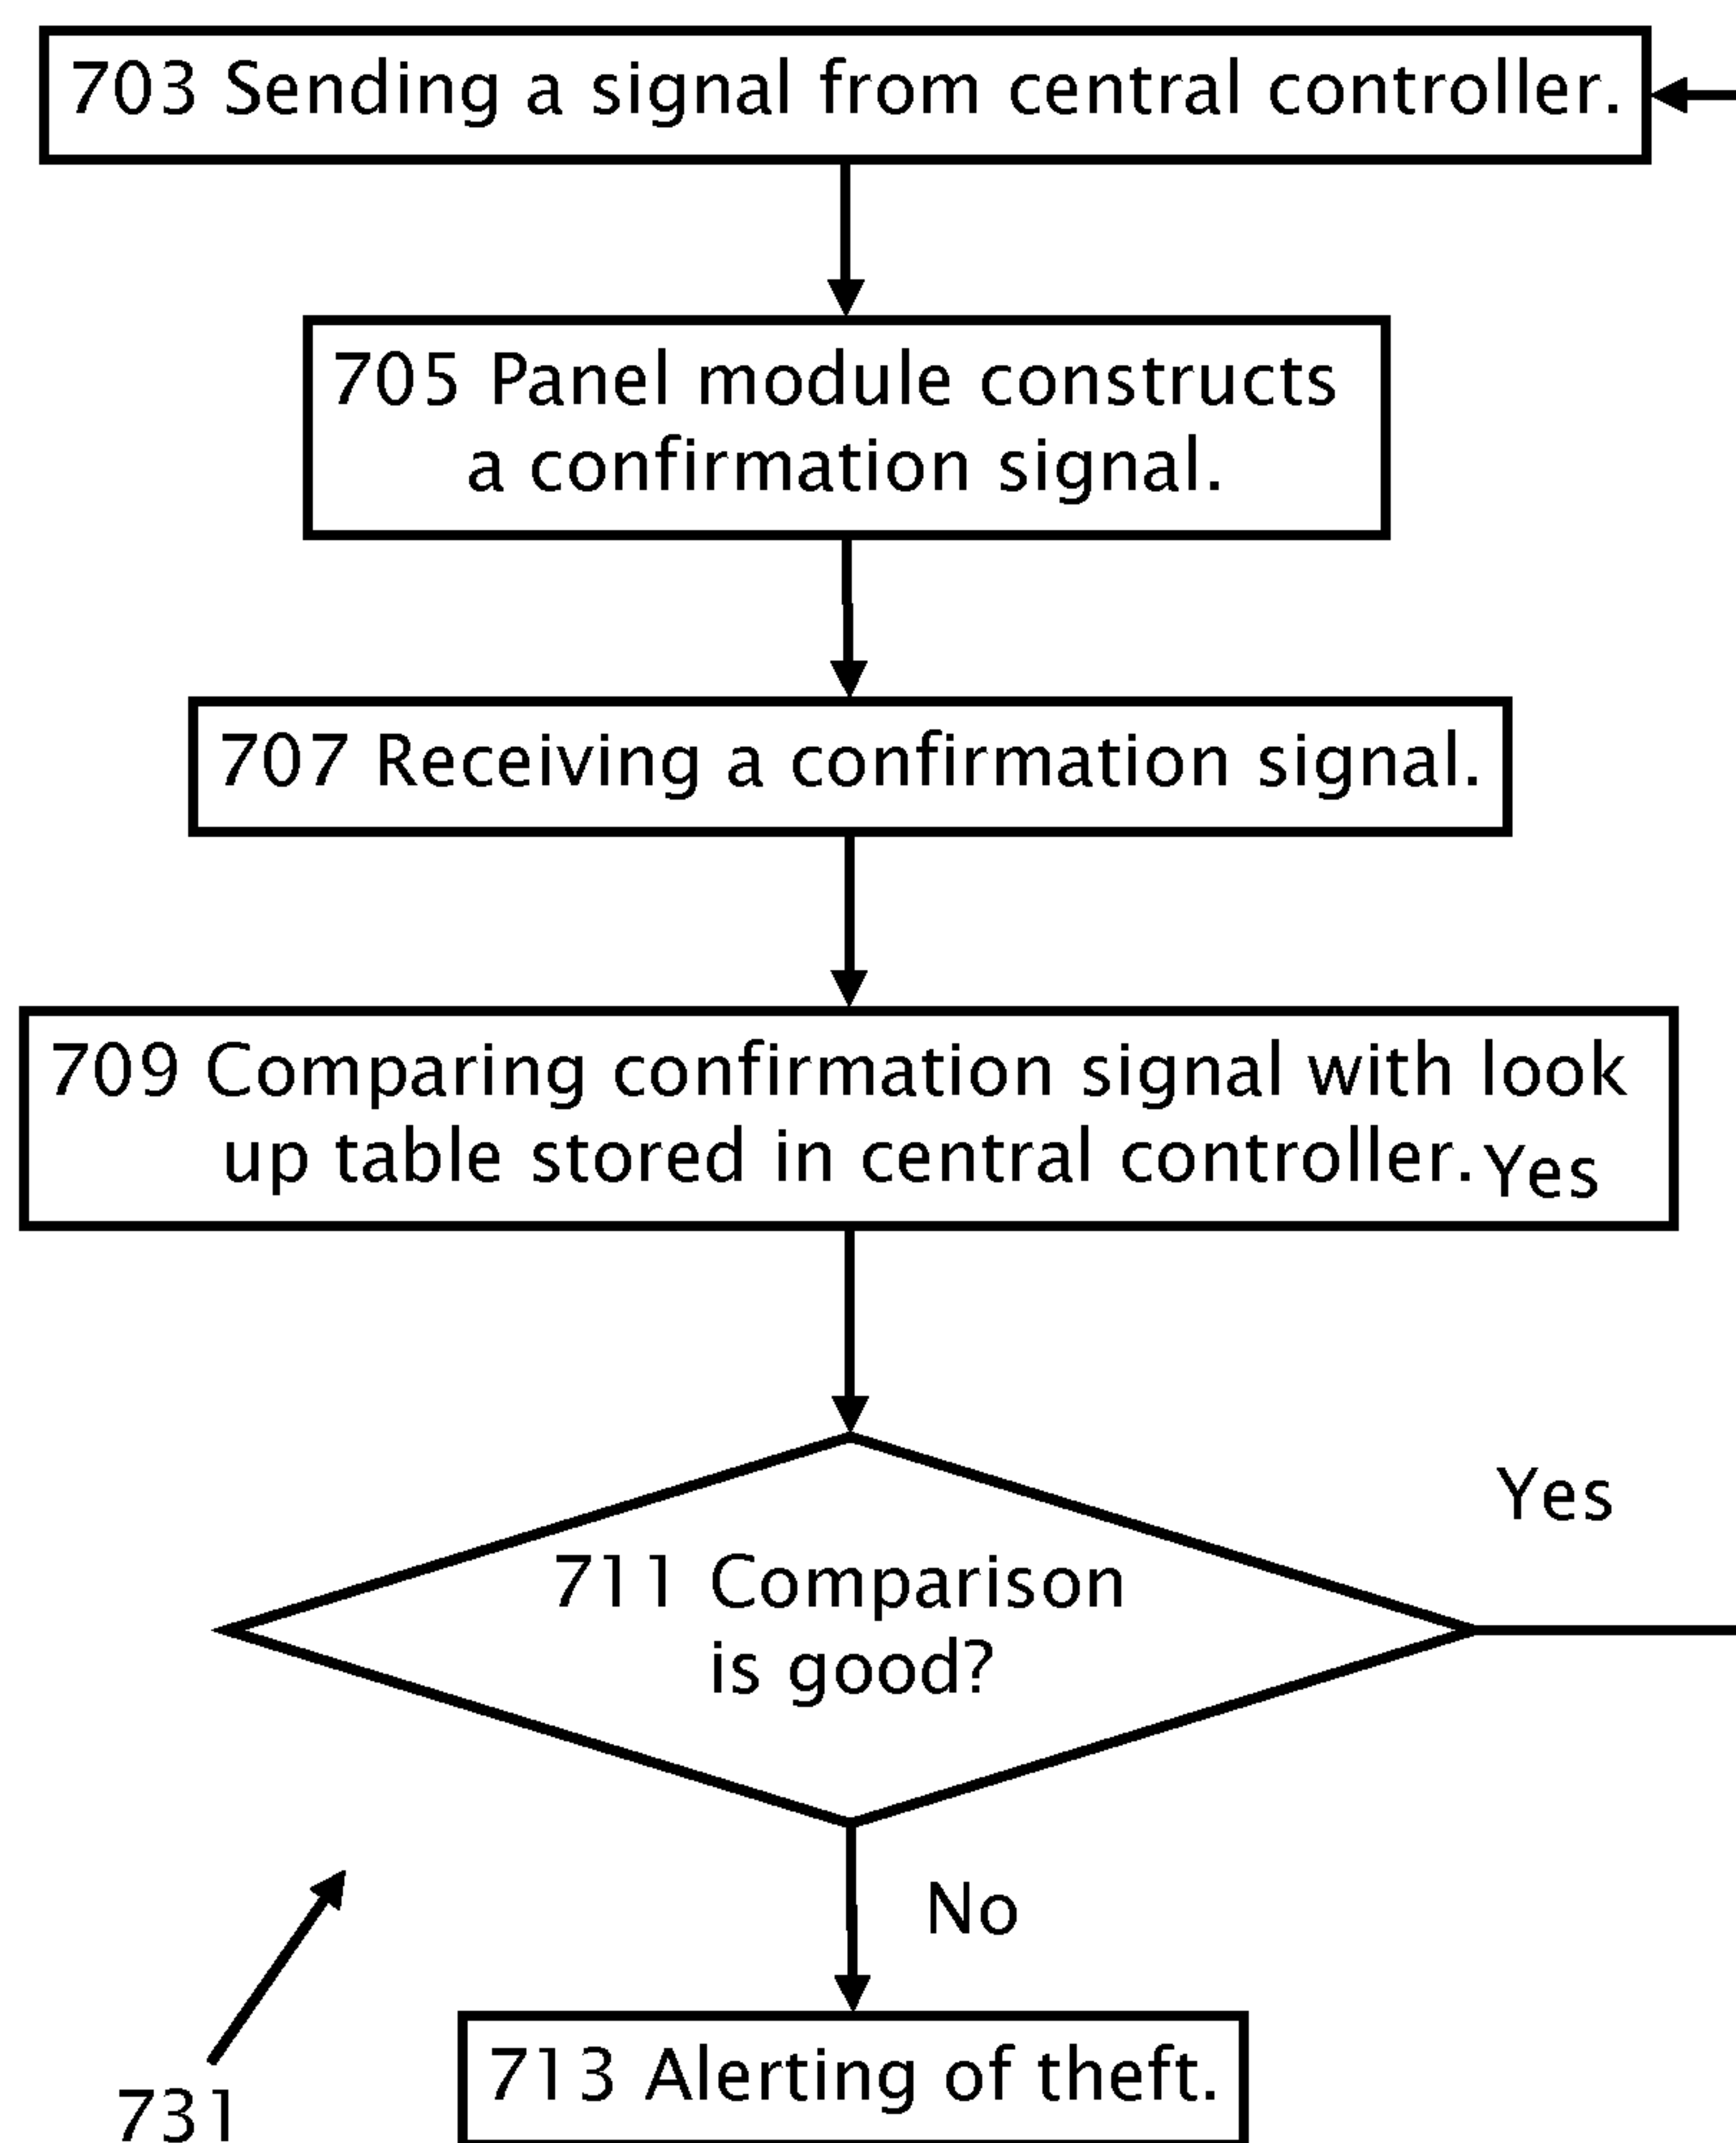 703 Sending a signal from central controller.
705 Panel module constructs
a confirmation signal.
707 Receiving a confirmation signal.
709 Comparing confirmation signal with look
up table stored in central controller. Yes
Yes
711 Comparison
is good?
No
713 Alerting of theft.
731